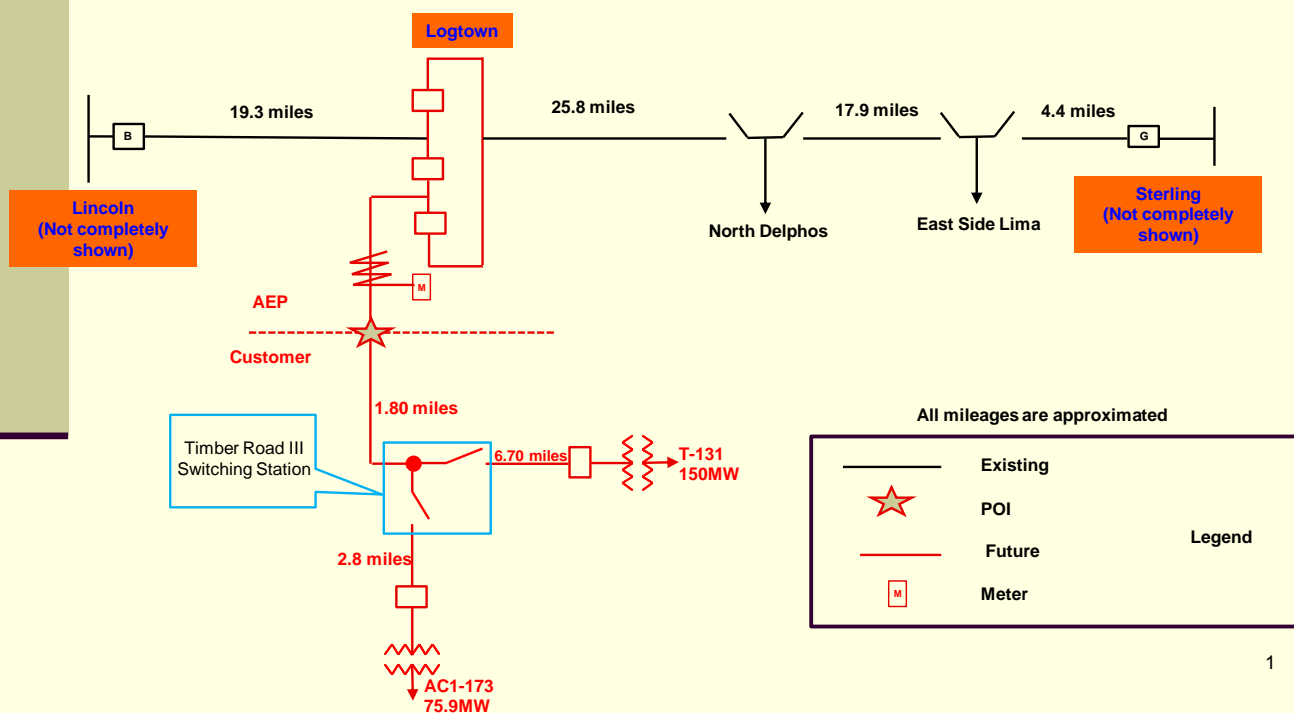 Logtown
19.3 miles
25.8 miles
17.9 miles
4.4 miles
B
G
Lincoln
(Not completely
shown)
North Delphos
East Side Lima
Sterling
(Not completely
shown)
M
AEP
Customer
1.80 miles
Timber Road III
Switching Station
6.70 miles
T-131
150MW
2.8 miles
AC1-173
75.9MW
All mileages are approximated
Existing
POI
Future
M
Meter
Legend
1